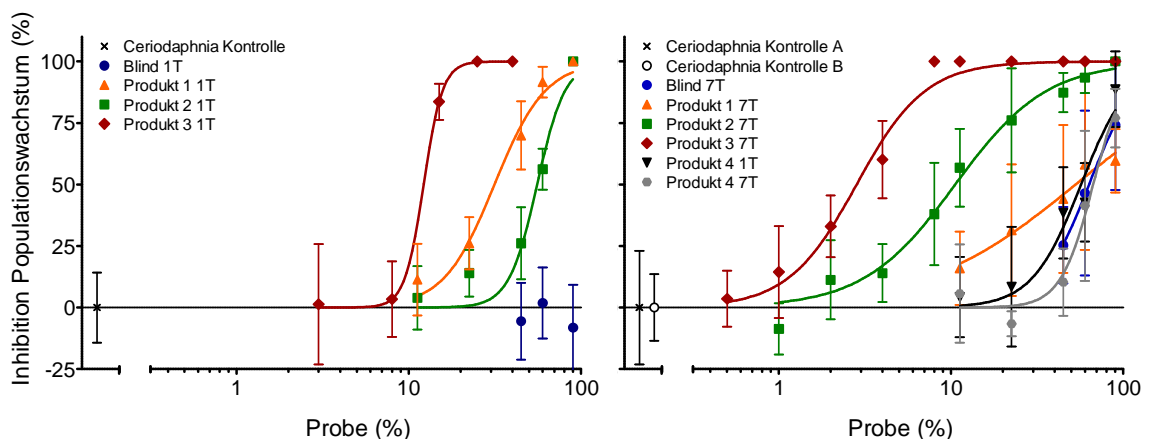 Inhibition Populationswachstum (%)
100
75
50
25
0
-25
Ceriodaphnia Kontrolle
Blind 1T
Produkt 1 1T
Produkt 2 1T
Produkt 3 1T
1
10
100
Probe (%)
Ceriodaphnia Kontrolle A
Ceriodaphnia Kontrolle B
Blind 7T
Produkt 1 7T
Produkt 2 7T
Produkt 3 7T
Produkt 4 1T
Produkt 4 7T
1
10
100
Probe (%)